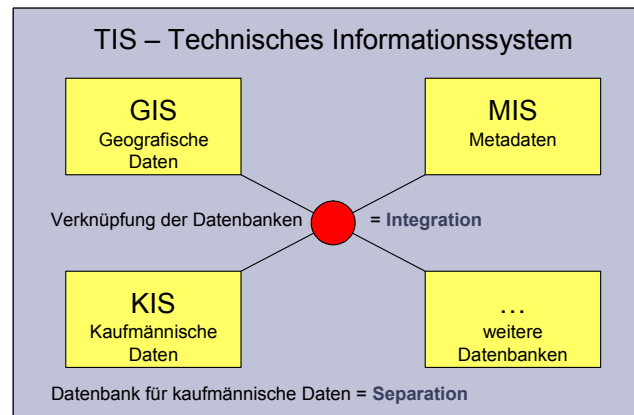 TIS – Technisches Informationssystem
GIS
Geografische
Daten
MIS
Metadaten
Verknüpfung der Datenbanken = Integration
KIS
Kaufmännische
Daten
…
weitere
Datenbanken
Datenbank für kaufmännische Daten = Separation